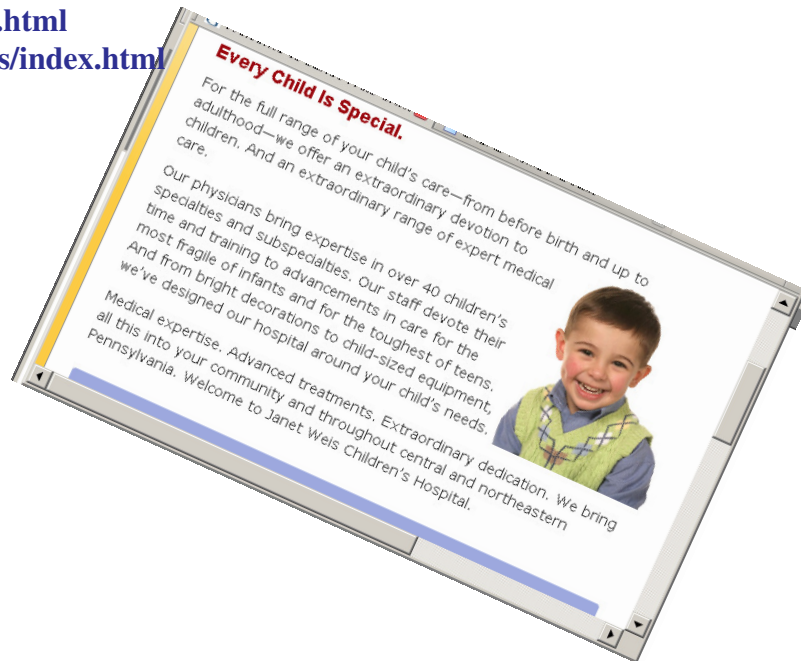 .html
s/index.html
Every Child Is Special.
For the full range of your child's care—from before birth and up to
adulthood—we offer an extraordinary devotion to
children. And an extraordinary range of expert medical
care.
Our physicians bring expertise in over 40 children's
specialties and subspecialties. Our staff devote their
time and training to advancements in care for the
most fragile of infants and for the toughest of teens.
And from bright decorations to child-sized equipment,
we've designed our hospital around your child's needs.
Medical expertise. Advanced treatments. Extraordinary dedication. We bring
all this into your community and throughout central and northeastern
Pennsylvania. Welcome to Janet Weis Children's Hospital.